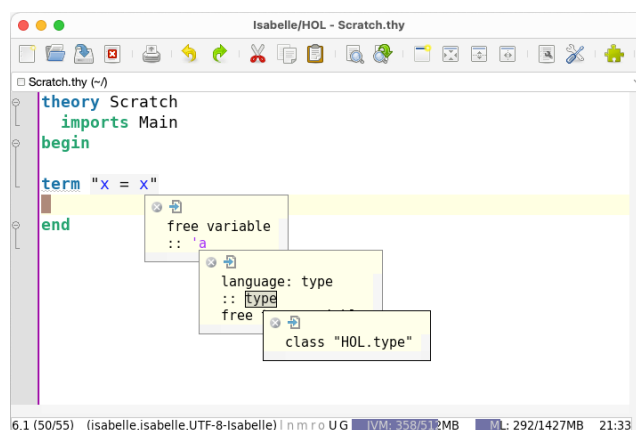 Isabelle/HOL - Scratch.thy
Scratch.thy (~/)
theory Scratch
imports Main
begin
term "x = x"
free variable
:: 'a
end
language: type
:: type
free
class "HOL.type"
6.1 (50/55) (isabelle,isabelle,UTF-8-Isabelle) l n m r o U G JVM: 358/512MB ML: 292/1427MB 21:33